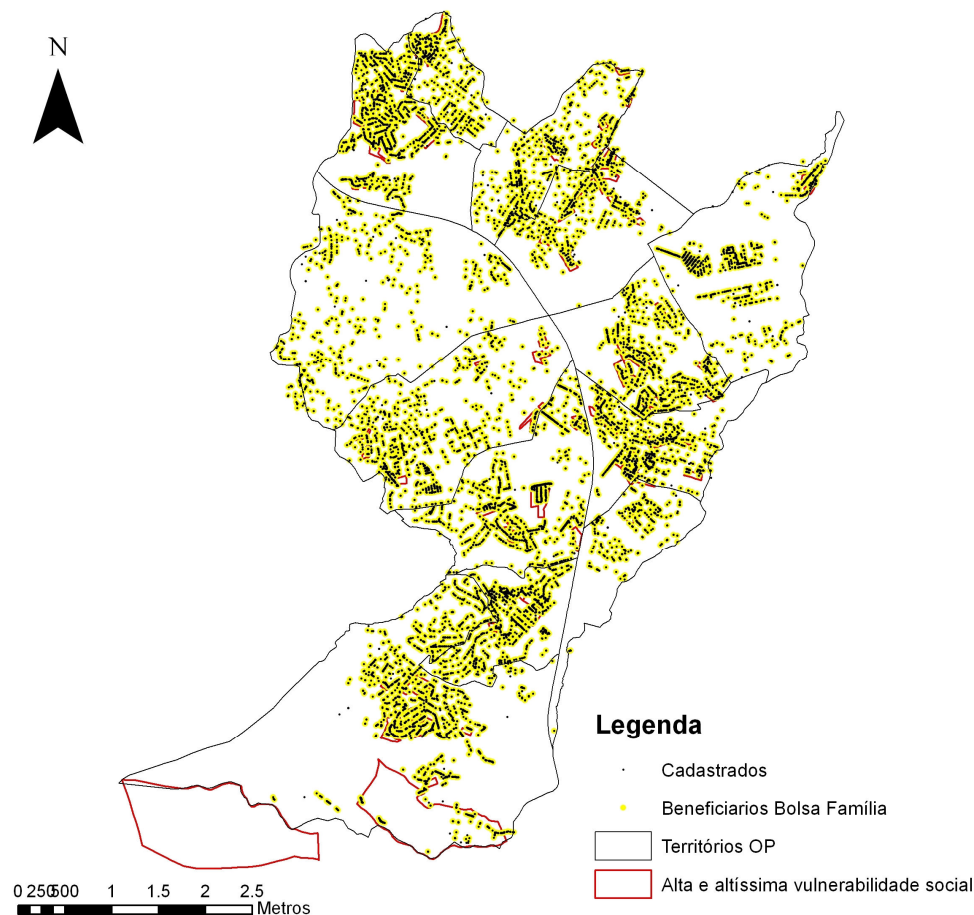 N
Legenda
Cadastrados
Beneficiarios Bolsa Família
Territórios OP
Alta e altíssima vulnerabilidade social
0 250500 1 1.5 2 2.5
Metros